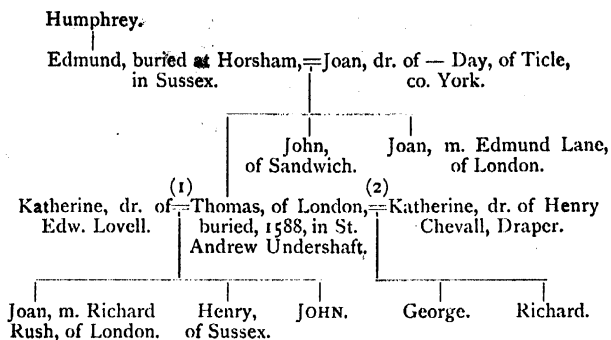 Humphrey.
Edmund, buried at Horsham,=Joan, dr. of — Day, of Ticle,
in Sussex. co. York.
John,
of Sandwich.
Joan, m. Edmund Lane,
of London.
(1) (2)
Katherine, dr. of=Thomas, of London,=Katherine, dr. of Henry
Edw. Lovell. buried, 1588, in St. Chevall, Draper.
Andrew Undershaft.
Joan, m. Richard
Rush, of London.
Henry,
of Sussex.
JOHN.
George.
Richard.